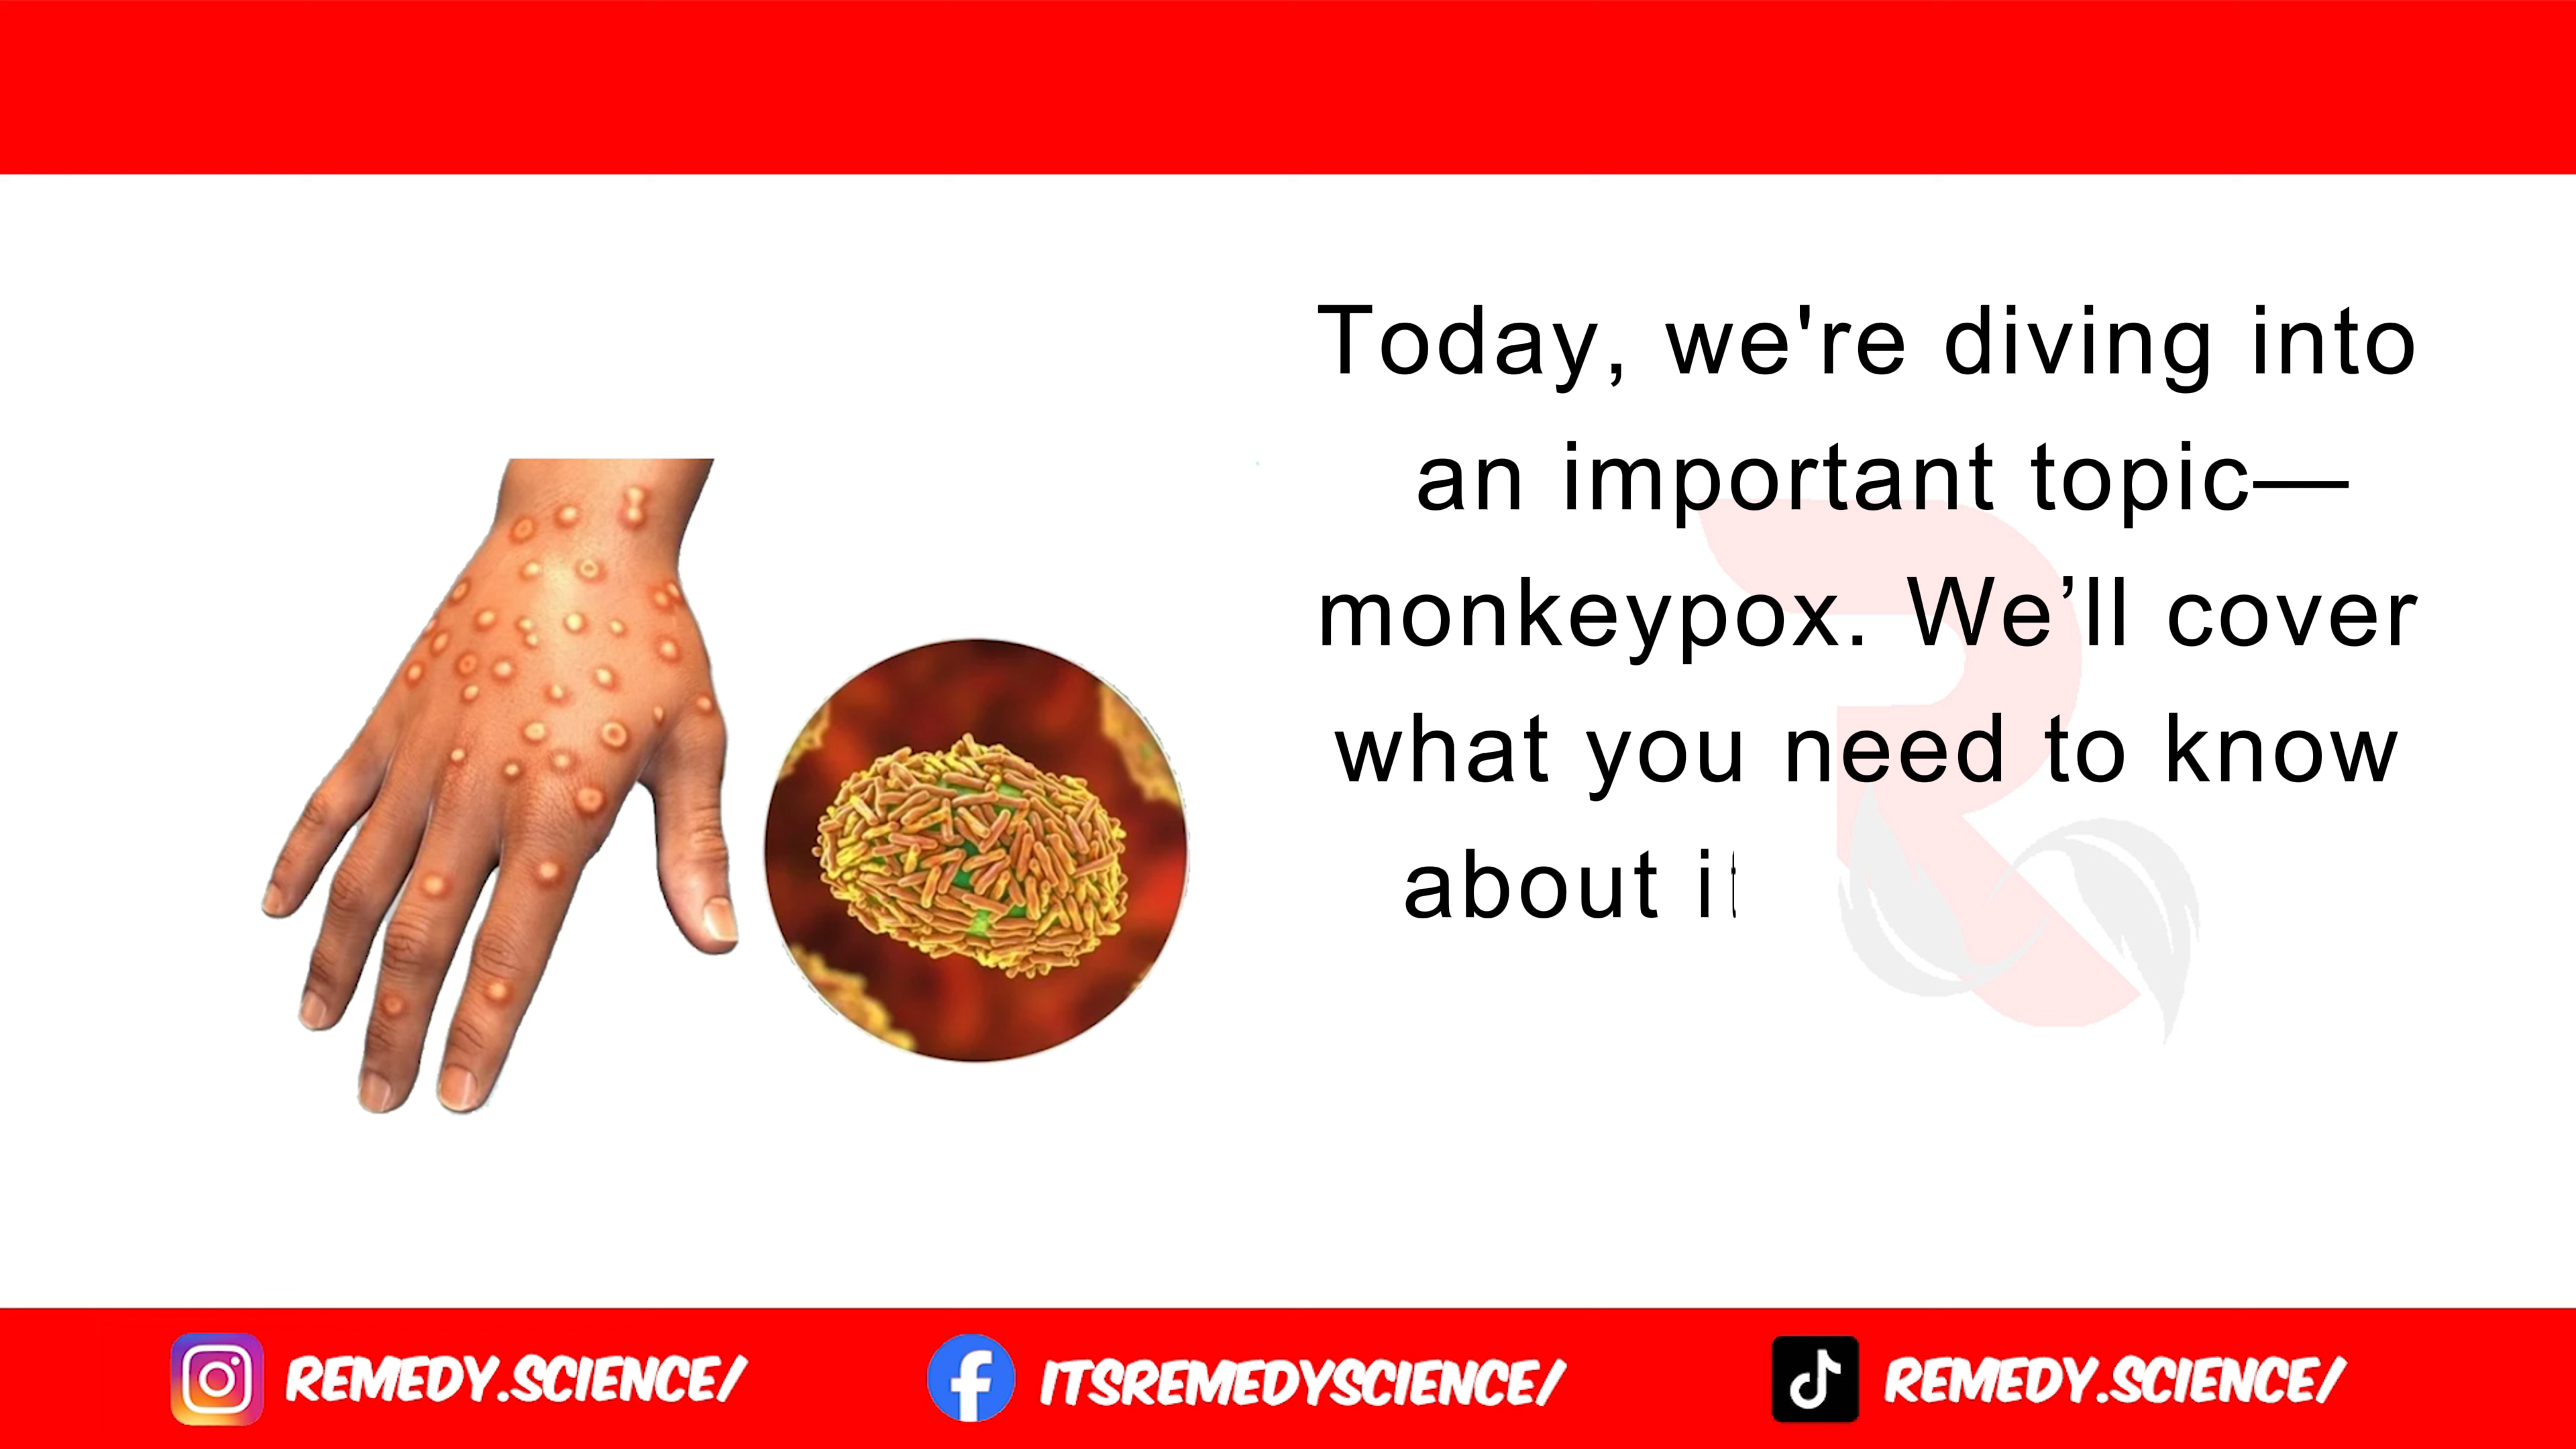 Today, we're diving into
an important topic—
monkeypox. We’ll cover
what you need to know
about it
REMEDY.SCIENCE/
ITSREMEDYSCIENCE/
REMEDY.SCIENCE/